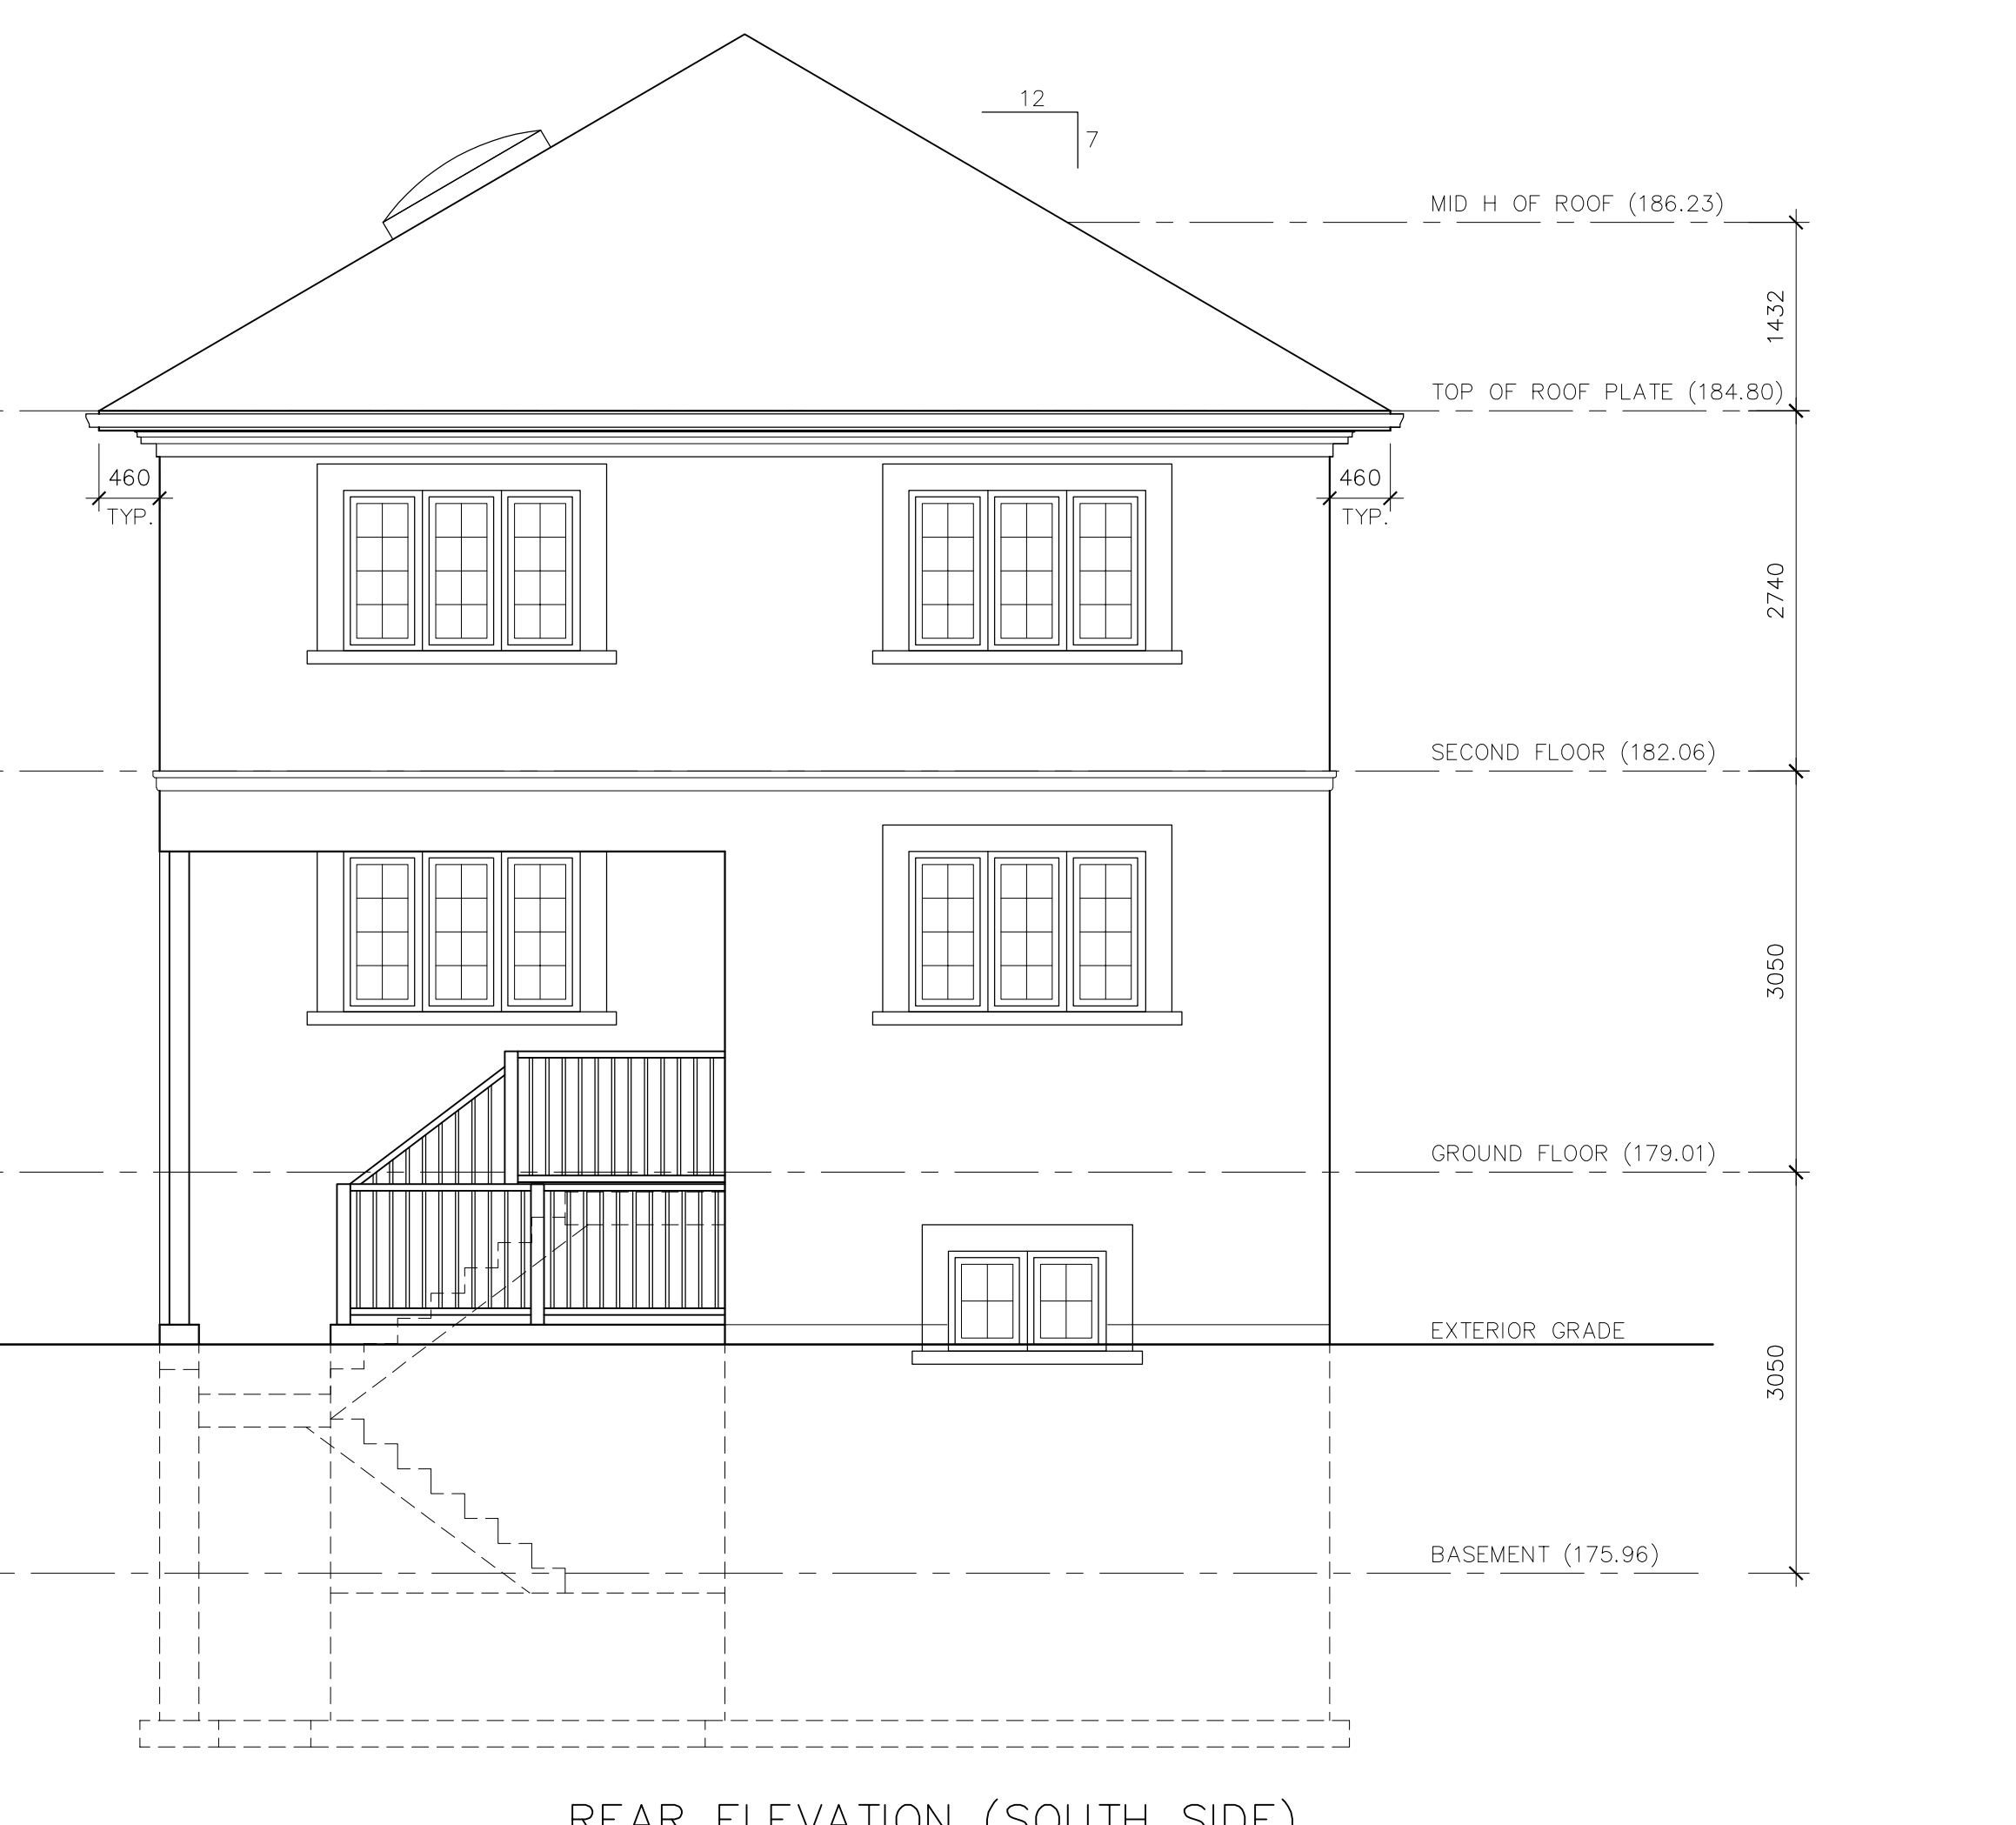 12
7
MID H OF ROOF (186.23)
1432
TOP OF ROOF PLATE (184.80)
460
TYP.
460
TYP.
2740
SECOND FLOOR (182.06)
3050
GROUND FLOOR (179.01)
EXTERIOR GRADE
3050
BASEMENT (175.96)
REAR ELEVATION (SOUTH SIDE)